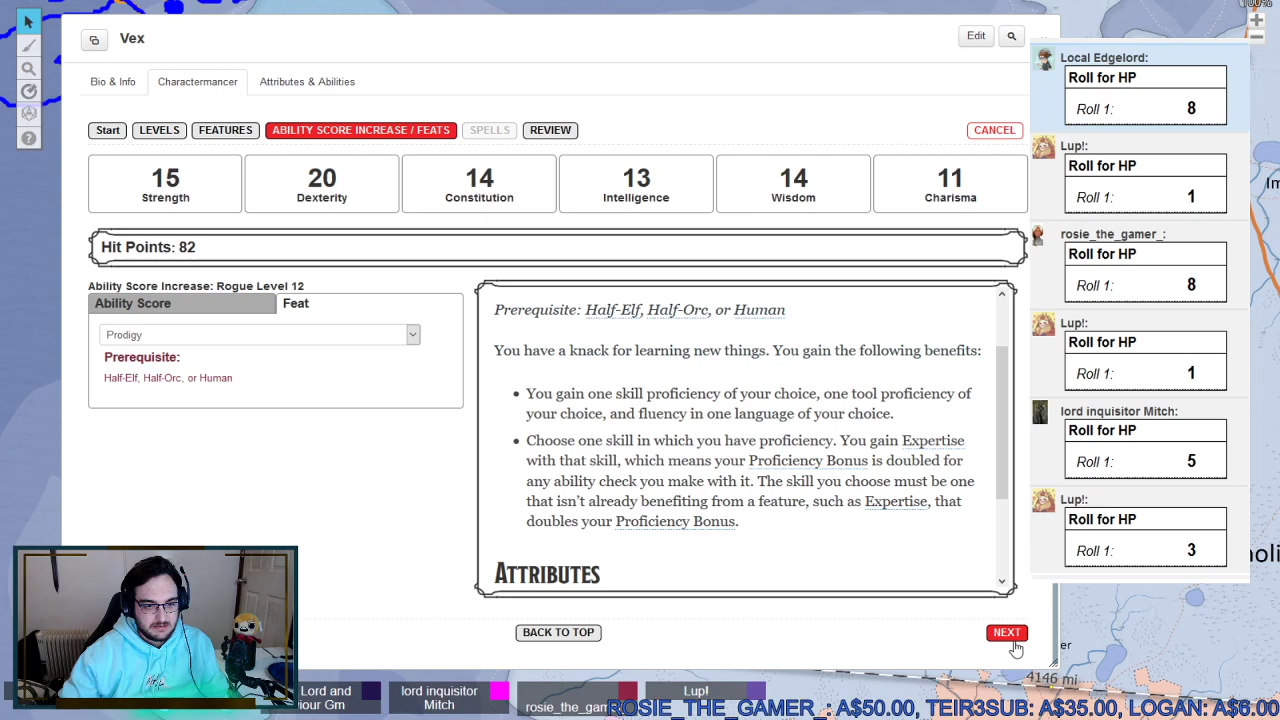 100%
Vex
Edit
Bio & Info
Charactermancer
Attributes & Abilities
Start
LEVELS
FEATURES
ABILITY SCORE INCREASE / FEATS
SPELLS
REVIEW
CANCEL
15
Strength
20
Dexterity
14
Constitution
13
Intelligence
14
Wisdom
11
Charisma
Hit Points: 82
Ability Score Increase: Rogue Level 12
Ability Score
Feat
Prodigy
Prerequisite:
Half-Elf, Half-Orc, or Human
Prerequisite: Half-Elf, Half-Orc, or Human
You have a knack for learning new things. You gain the following benefits:
• You gain one skill proficiency of your choice, one tool proficiency of
your choice, and fluency in one language of your choice.
• Choose one skill in which you have proficiency. You gain Expertise
with that skill, which means your Proficiency Bonus is doubled for
any ability check you make with it. The skill you choose must be one
that isn't already benefiting from a feature, such as Expertise, that
doubles your Proficiency Bonus.
ATTRIBUTES
BACK TO TOP
NEXT
Local Edgelord:
Roll for HP
Roll 1: 8
Lup!:
Roll for HP
Roll 1: 1
rosie_the_gamer_:
Roll for HP
Roll 1: 8
Lup!:
Roll for HP
Roll 1: 1
lord inquisitor Mitch:
Roll for HP
Roll 1: 5
Lup!:
Roll for HP
Roll 1: 3
4146 mi
Lord and
iour Gm
lord inquisitor
Mitch
rosie_the_gam
Lup!
ROSIE_THE_GAMER_: A$50.00, TEIR3SUB: A$35.00, LOGAN: A$6.00